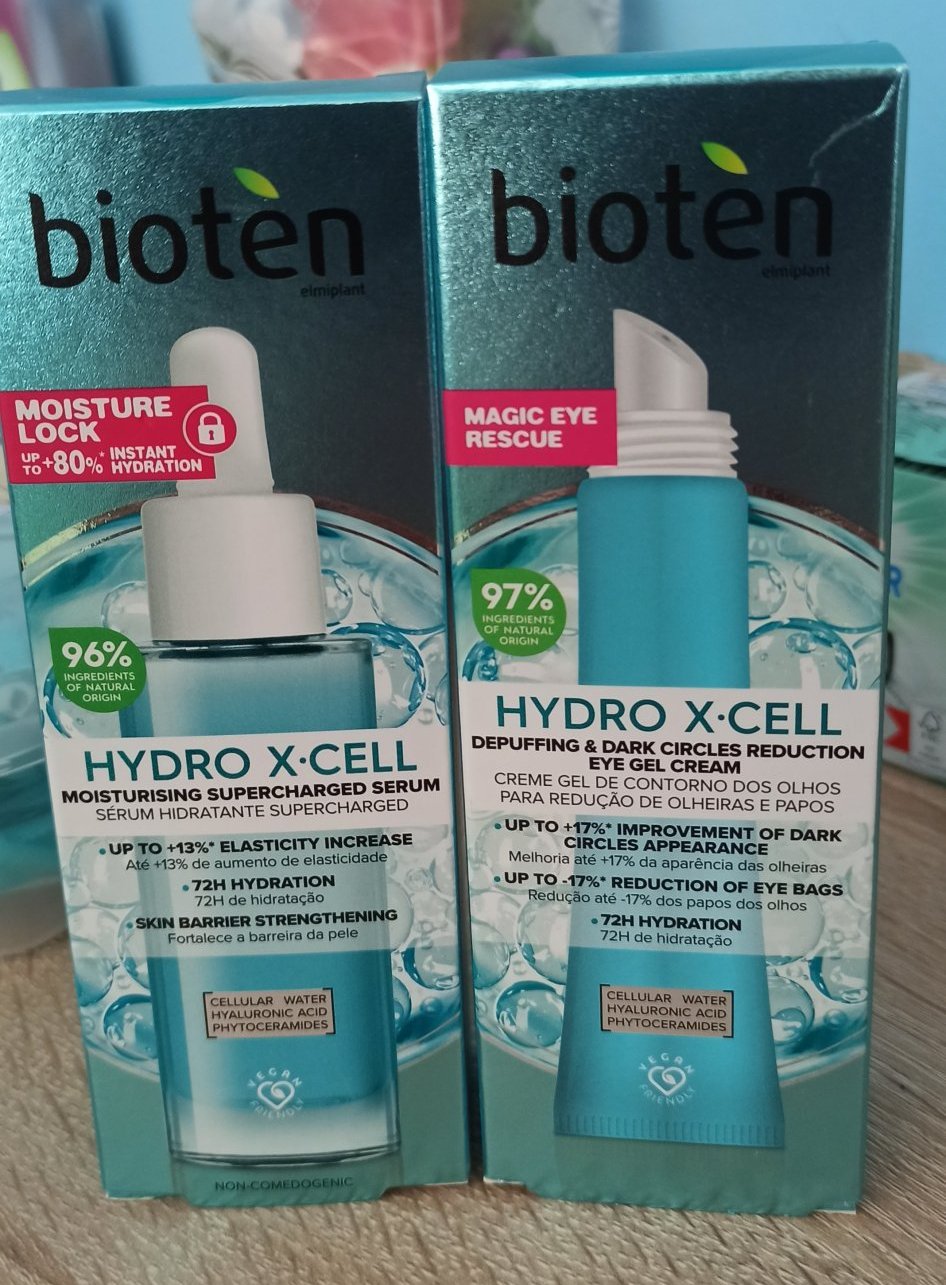 bioten
elmiplant
MOISTURE
LOCK
UP TO +80%* INSTANT HYDRATION
96%
INGREDIENTS
OF NATURAL
ORIGIN
HYDRO X·CELL
MOISTURISING SUPERCHARGED SERUM
SÉRUM HIDRATANTE SUPERCHARGED
• UP TO +13%* ELASTICITY INCREASE
Até +13% de aumento de elasticidade
• 72H HYDRATION
72H de hidratação
• SKIN BARRIER STRENGTHENING
Fortalece a barreira da pele
CELLULAR WATER
HYALURONIC ACID
PHYTOCERAMIDES
VEGAN
FRIENDLY
NON-COMEDOGENIC
bioten
elmiplant
MAGIC EYE
RESCUE
97%
INGREDIENTS
OF NATURAL
ORIGIN
HYDRO X·CELL
DEPUFFING & DARK CIRCLES REDUCTION
EYE GEL CREAM
CREME GEL DE CONTORNO DOS OLHOS
PARA REDUÇÃO DE OLHEIRAS E PAPOS
• UP TO +17%* IMPROVEMENT OF DARK
CIRCLES APPEARANCE
Melhoria até +17% da aparência das olheiras
• UP TO -17%* REDUCTION OF EYE BAGS
Redução até -17% dos papos dos olhos
• 72H HYDRATION
72H de hidratação
CELLULAR WATER
HYALURONIC ACID
PHYTOCERAMIDES
VEGAN
FRIENDLY